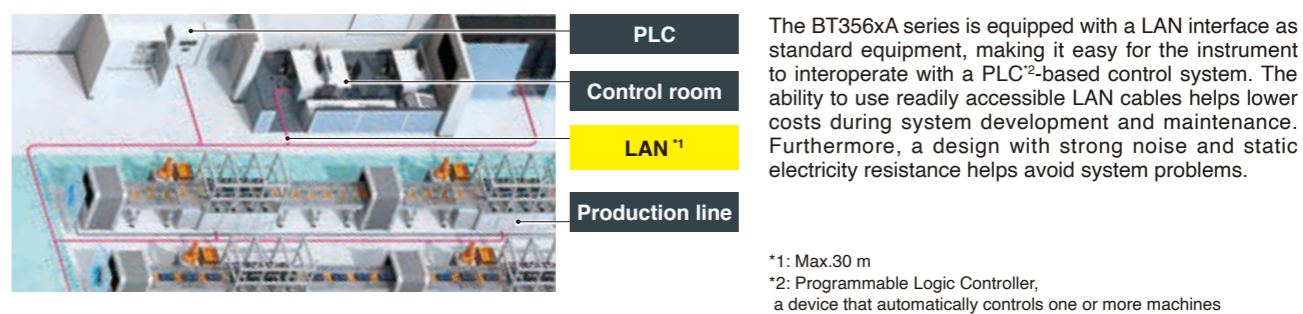 PLC
Control room
LAN *1
Production line
The BT356xA series is equipped with a LAN interface as
standard equipment, making it easy for the instrument
to interoperate with a PLC*2-based control system. The
ability to use readily accessible LAN cables helps lower
costs during system development and maintenance.
Furthermore, a design with strong noise and static
electricity resistance helps avoid system problems.
*1: Max.30 m
*2: Programmable Logic Controller,
a device that automatically controls one or more machines